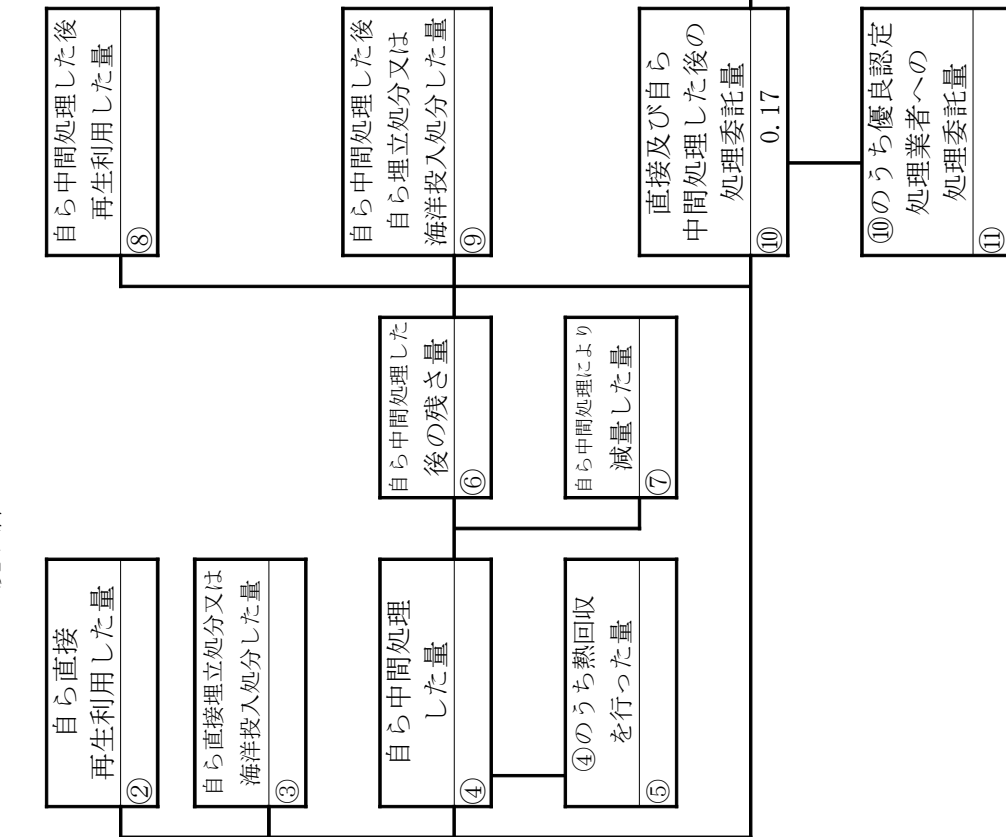 自ら直接
再生利用した量
②
自ら直接埋立処分又は
海洋投入処分した量
③
自ら中間処理
した量
④
④のうち熱回収
を行った量
⑤
自ら中間処理した
後の残さ量
⑥
自ら中間処理により
減量した量
⑦
自ら中間処理した後
再生利用した量
⑧
自ら中間処理した後
自ら埋立処分又は
海洋投入処分した量
⑨
直接及び自ら
中間処理した後の
処理委託量
⑩
0.17
⑩のうち優良認定
処理業者への
処理委託量
⑪